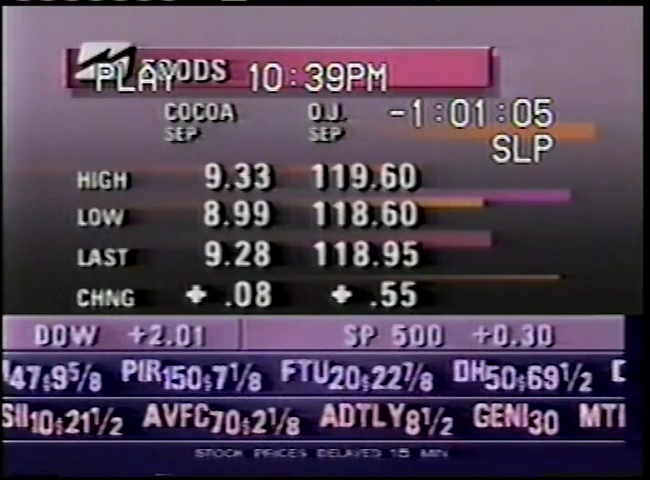 FOODS
PLAY 10:39PM
COCOA O.J. -1:01:05
SEP SEP SLP
HIGH 9.33 119.60
LOW 8.99 118.60
LAST 9.28 118.95
CHNG + .08 + .55
DOW +2.01 SP 500 +0.30
47s9 5/8 PIR150s7 1/8 FTU20s22 7/8 DH50s69 1/2
SII10s21 1/2 AVFC70s2 1/8 ADTLY8 1/2 GENI30 MTI
STOCK PRICES DELAYED 15 MIN